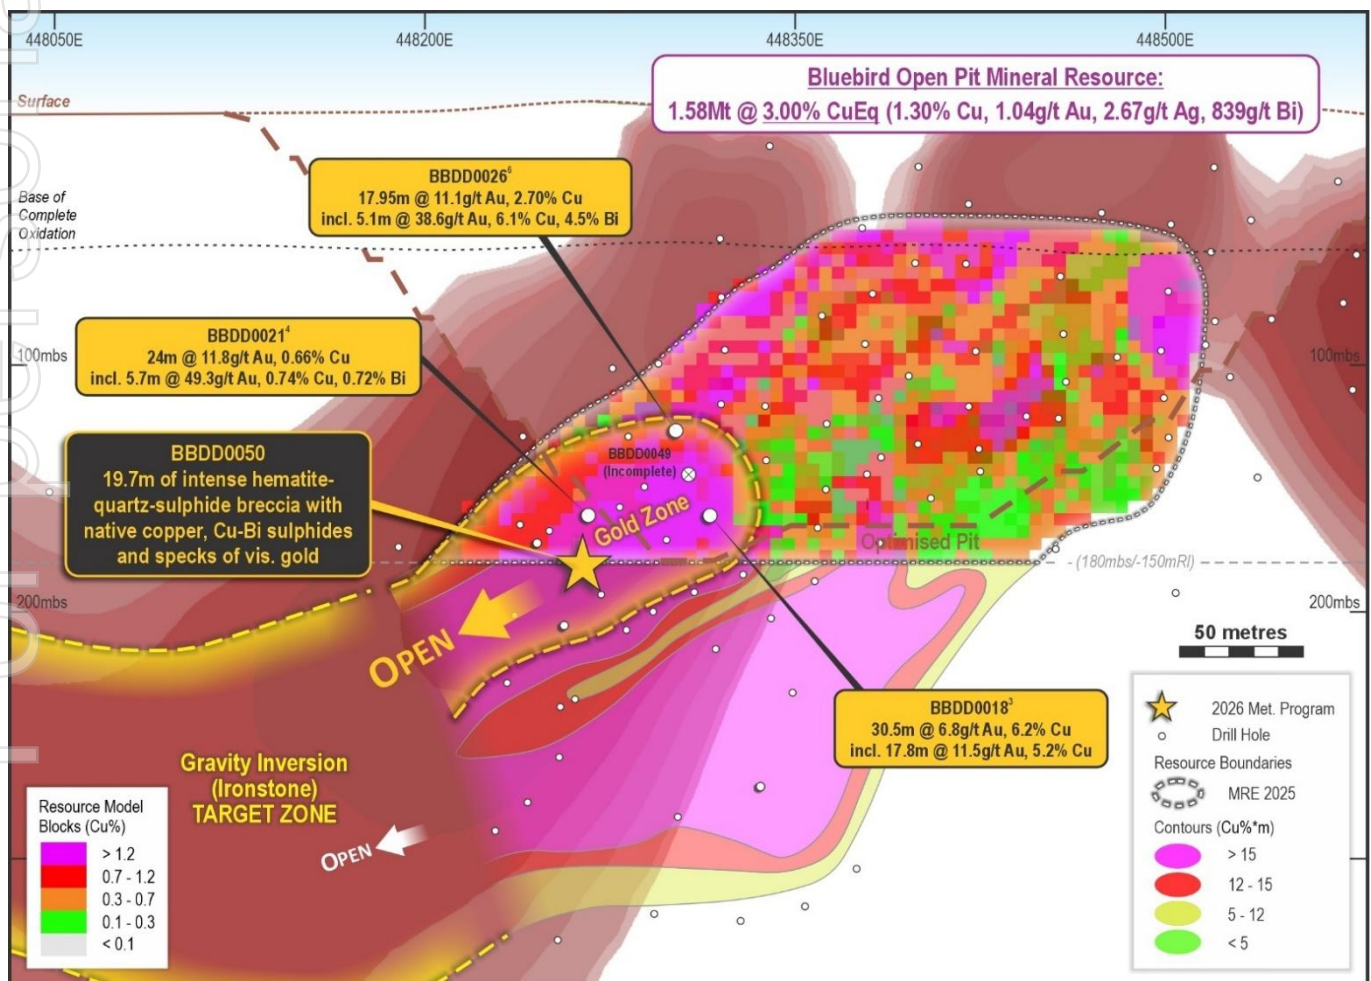 448050E
448200E
448350E
448500E
Bluebird Open Pit Mineral Resource:
1.58Mt @ 3.00% CuEq (1.30% Cu, 1.04g/t Au, 2.67g/t Ag, 839g/t Bi)
Surface
Base of
Complete
Oxidation
BBDD0026⁶
17.95m @ 11.1g/t Au, 2.70% Cu
incl. 5.1m @ 38.6g/t Au, 6.1% Cu, 4.5% Bi
BBDD0021⁴
24m @ 11.8g/t Au, 0.66% Cu
incl. 5.7m @ 49.3g/t Au, 0.74% Cu, 0.72% Bi
100mbs
100mbs
BBDD0050
19.7m of intense hematite-
quartz-sulphide breccia with
native copper, Cu-Bi sulphides
and specks of vis. gold
BBDD0049
(Incomplete)
Gold Zone
Optimised Pit
(180mbs/-150mRl)
200mbs
200mbs
OPEN
50 metres
BBDD0018³
30.5m @ 6.8g/t Au, 6.2% Cu
incl. 17.8m @ 11.5g/t Au, 5.2% Cu
Gravity Inversion
(Ironstone)
TARGET ZONE
OPEN
Resource Model
Blocks (Cu%)
> 1.2
0.7 - 1.2
0.3 - 0.7
0.1 - 0.3
< 0.1
2026 Met. Program
Drill Hole
Resource Boundaries
MRE 2025
Contours (Cu%*m)
> 15
12 - 15
5 - 12
< 5